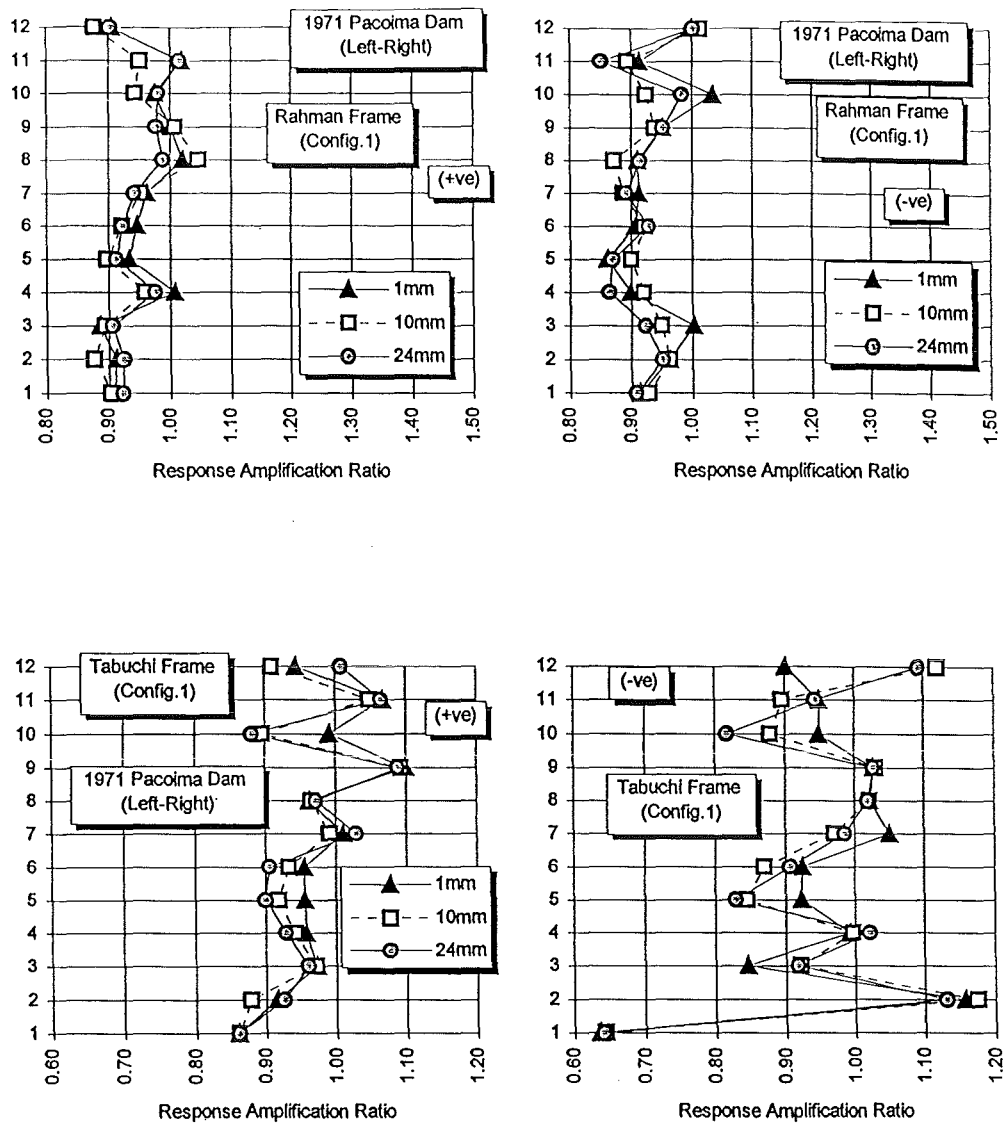 12
11
10
9
8
7
6
5
4
3
2
1
1971 Pacoima Dam
(Left-Right)
Rahman Frame
(Config.1)
(+ve)
1mm
10mm
24mm
0.80
0.90
1.00
1.10
1.20
1.30
1.40
1.50
Response Amplification Ratio
12
11
10
9
8
7
6
5
4
3
2
1
1971 Pacoima Dam
(Left-Right)
Rahman Frame
(Config.1)
(-ve)
1mm
10mm
24mm
0.80
0.90
1.00
1.10
1.20
1.30
1.40
1.50
Response Amplification Ratio
12
11
10
9
8
7
6
5
4
3
2
1
Tabuchi Frame
(Config.1)
(+ve)
1971 Pacoima Dam
(Left-Right)
1mm
10mm
24mm
0.60
0.70
0.80
0.90
1.00
1.10
1.20
Response Amplification Ratio
12
11
10
9
8
7
6
5
4
3
2
1
(-ve)
Tabuchi Frame
(Config.1)
0.60
0.70
0.80
0.90
1.00
1.10
1.20
Response Amplification Ratio